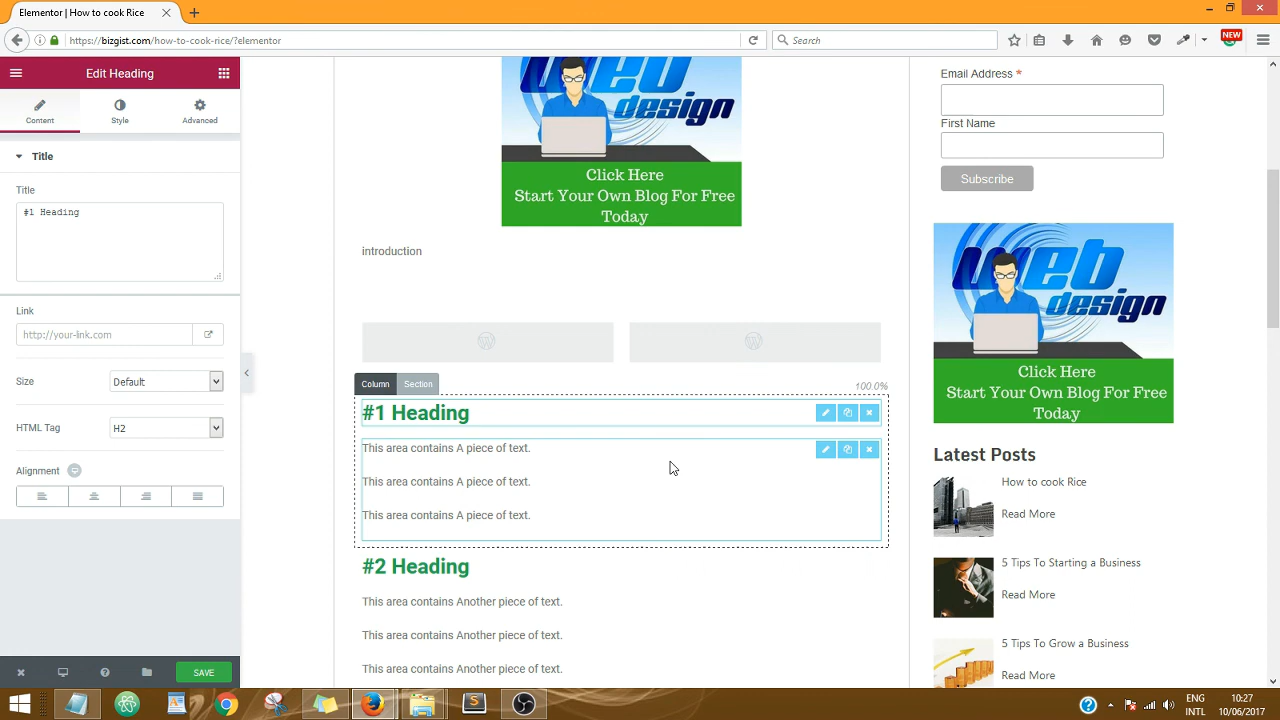 Elementor | How to cook Rice
https://bizgist.com/how-to-cook-rice/?elementor
Search
NEW
Edit Heading
Content
Style
Advanced
Title
Title
#1 Heading
Link
http://your-link.com
Size
Default
HTML Tag
H2
Alignment
SAVE
web
design
Click Here
Start Your Own Blog For Free
Today
introduction
Column
Section
100.0%
#1 Heading
This area contains A piece of text.
This area contains A piece of text.
This area contains A piece of text.
#2 Heading
This area contains Another piece of text.
This area contains Another piece of text.
This area contains Another piece of text.
Email Address *
First Name
Subscribe
web
design
Click Here
Start Your Own Blog For Free
Today
Latest Posts
How to cook Rice
Read More
5 Tips To Starting a Business
Read More
5 Tips To Grow a Business
Read More
ENG
INTL
10:27
10/06/2017